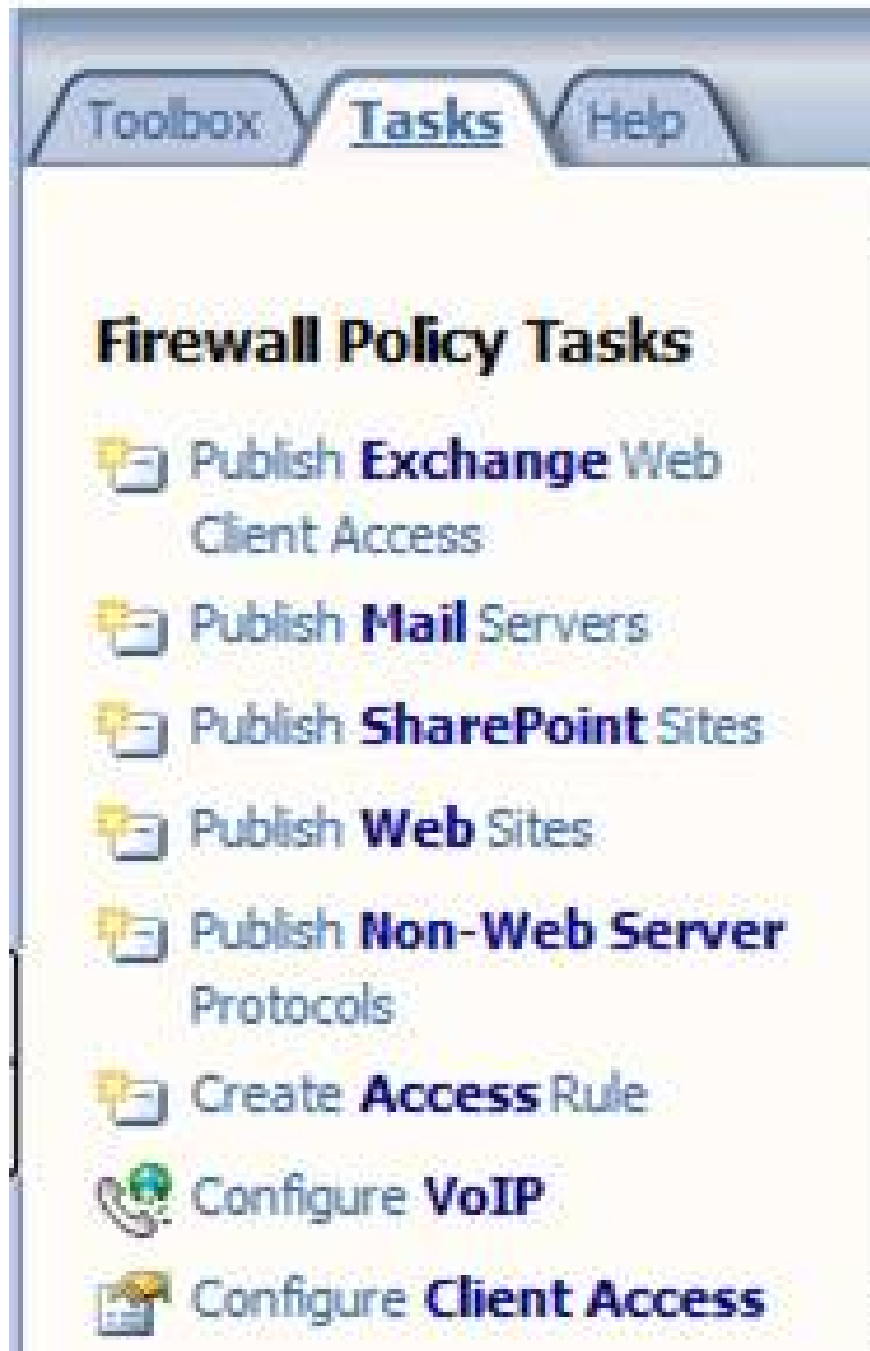 Toolbox Tasks Help
Firewall Policy Tasks
Publish Exchange Web
Client Access
Publish Mail Servers
Publish SharePoint Sites
Publish Web Sites
Publish Non-Web Server
Protocols
Create Access Rule
Configure VoIP
Configure Client Access